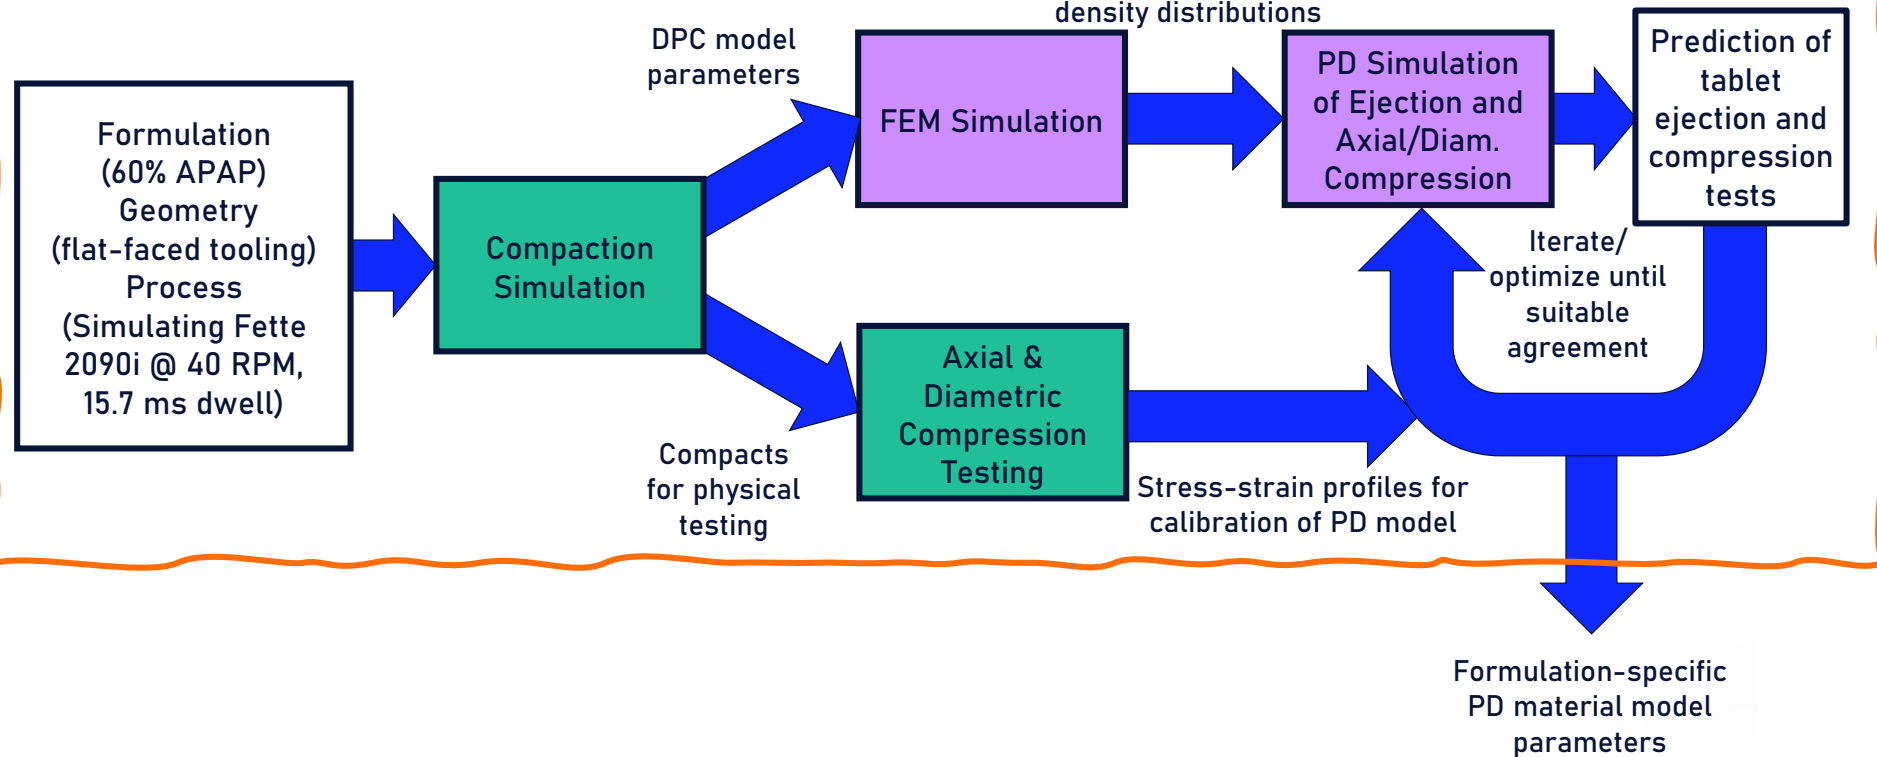 density distributions
DPC model
parameters
Formulation
(60% APAP)
Geometry
(flat-faced tooling)
Process
(Simulating Fette
2090i @ 40 RPM,
15.7 ms dwell)
Compaction
Simulation
FEM Simulation
PD Simulation
of Ejection and
Axial/Diam.
Compression
Prediction of
tablet
ejection and
compression
tests
Iterate/
optimize until
suitable
agreement
Axial &
Diametric
Compression
Testing
Compacts
for physical
testing
Stress-strain profiles for
calibration of PD model
Formulation-specific
PD material model
parameters